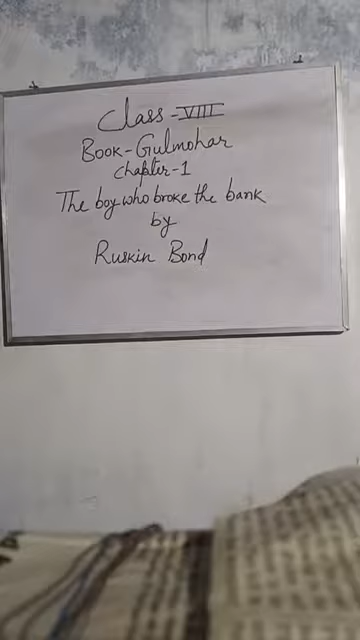 Class - VIII
Book - Gulmohar
chapter - 1
The boy who broke the bank
by
Ruskin Bond